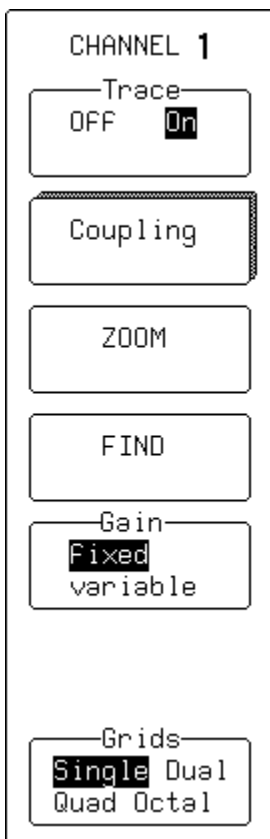 CHANNEL 1
Trace
OFF On
Coupling
ZOOM
FIND
Gain
Fixed
variable
Grids
Single Dual
Quad Octal